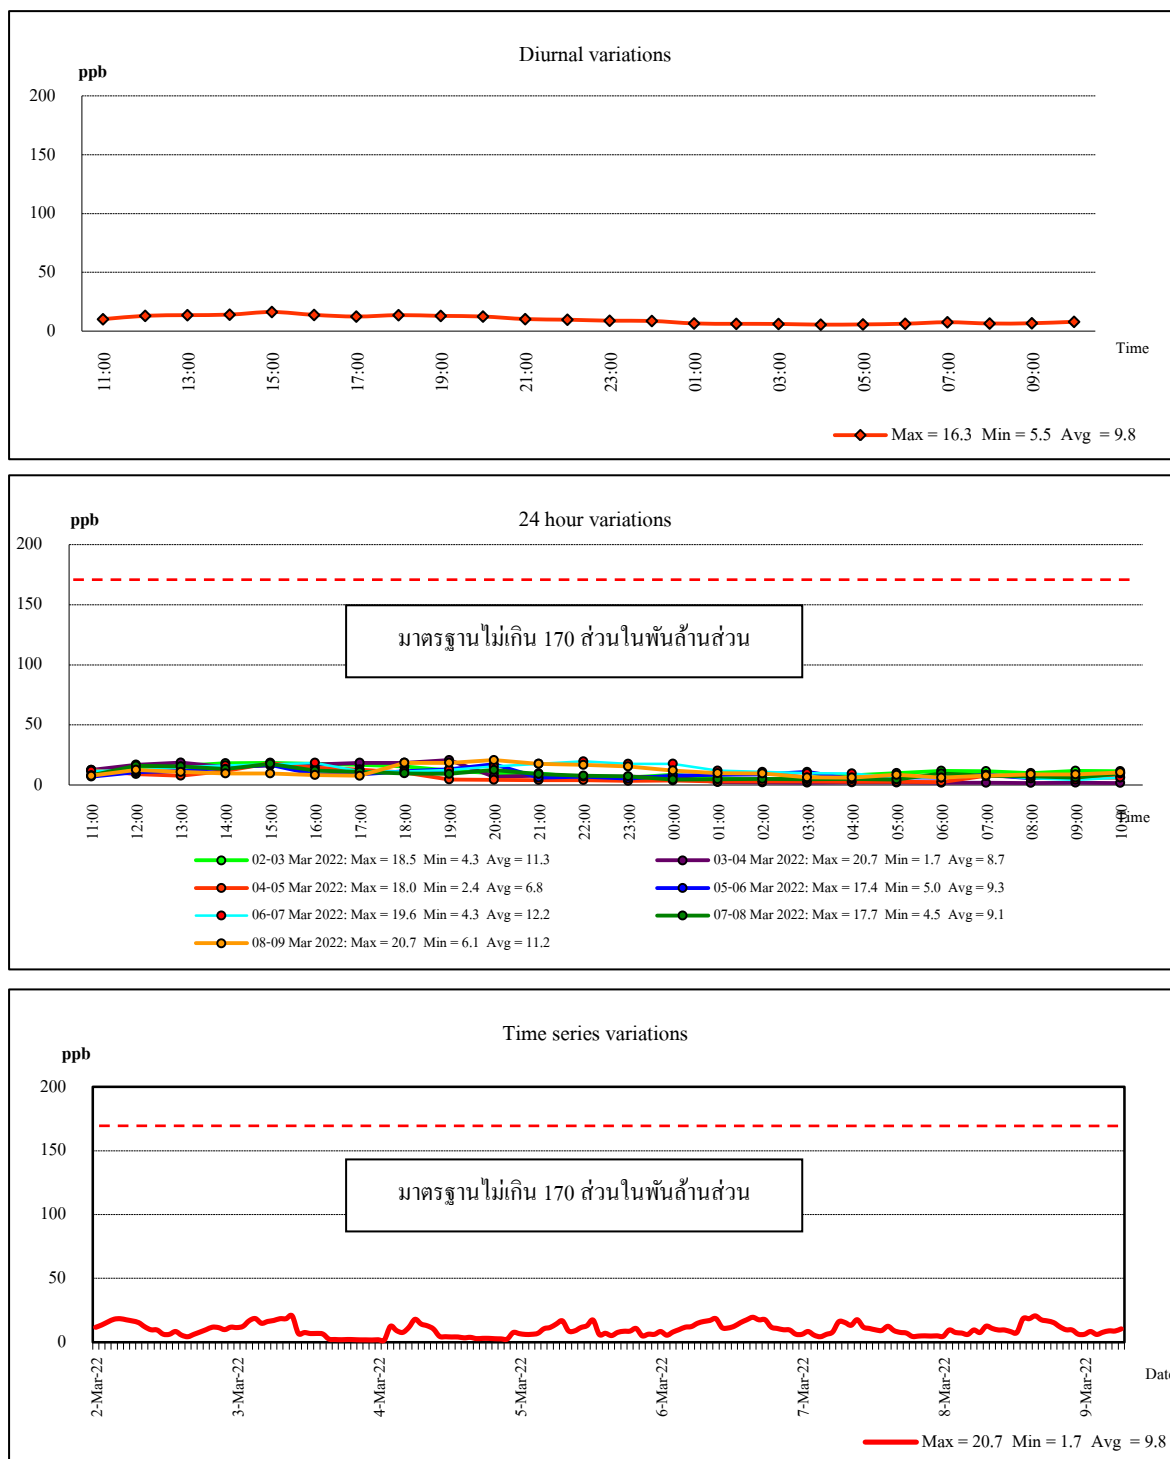 Diurnal variations
ppb
200
150
100
50
0
Time
11:00 13:00 15:00 17:00 19:00 21:00 23:00 01:00 03:00 05:00 07:00 09:00
Max = 16.3 Min = 5.5 Avg = 9.8
ppb
24 hour variations
200
150
มาตรฐานไม่เกิน 170 ส่วนในพันล้านส่วน
100
50
0
11:00 12:00 13:00 14:00 15:00 16:00 17:00 18:00 19:00 20:00 21:00 22:00 23:00 00:00 01:00 02:00 03:00 04:00 05:00 06:00 07:00 08:00 09:00 10:00
Time
02-03 Mar 2022: Max = 18.5 Min = 4.3 Avg = 11.3
03-04 Mar 2022: Max = 20.7 Min = 1.7 Avg = 8.7
04-05 Mar 2022: Max = 18.0 Min = 2.4 Avg = 6.8
05-06 Mar 2022: Max = 17.4 Min = 5.0 Avg = 9.3
06-07 Mar 2022: Max = 19.6 Min = 4.3 Avg = 12.2
07-08 Mar 2022: Max = 17.7 Min = 4.5 Avg = 9.1
08-09 Mar 2022: Max = 20.7 Min = 6.1 Avg = 11.2
Time series variations
ppb
200
150
มาตรฐานไม่เกิน 170 ส่วนในพันล้านส่วน
100
50
0
2-Mar-22 3-Mar-22 4-Mar-22 5-Mar-22 6-Mar-22 7-Mar-22 8-Mar-22 9-Mar-22
Date
Max = 20.7 Min = 1.7 Avg = 9.8